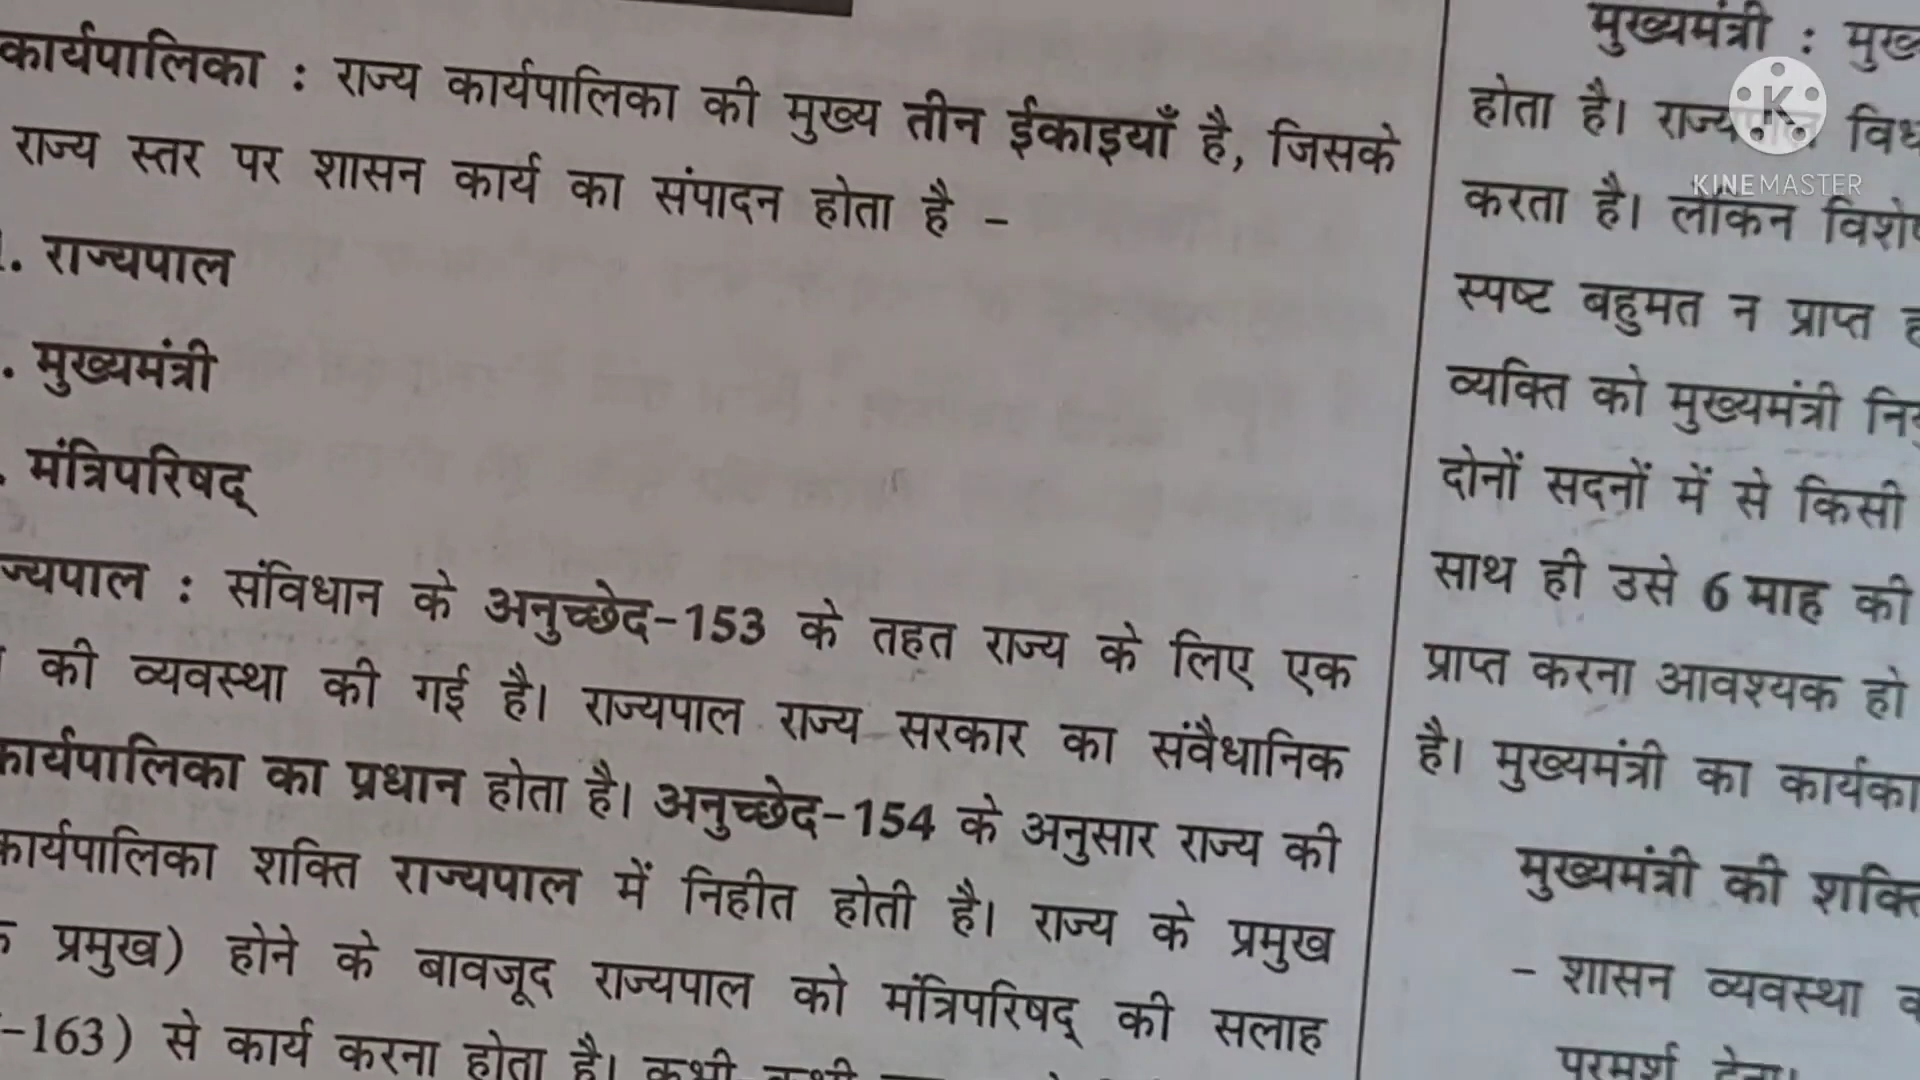 कार्यपालिका : राज्य कार्यपालिका की मुख्य तीन ईकाइयाँ है, जिसके
राज्य स्तर पर शासन कार्य का संपादन होता है –
. राज्यपाल
. मुख्यमंत्री
. मंत्रिपरिषद्
ज्यपाल : संविधान के अनुच्छेद-153 के तहत राज्य के लिए एक
की व्यवस्था की गई है। राज्यपाल राज्य सरकार का संवैधानिक
कार्यपालिका का प्रधान होता है। अनुच्छेद-154 के अनुसार राज्य की
कार्यपालिका शक्ति राज्यपाल में निहीत होती है। राज्य के प्रमुख
प्रमुख) होने के बावजूद राज्यपाल को मंत्रिपरिषद् की सलाह
-163) से कार्य करना होता है।
मुख्यमंत्री :
होता है।
करता है। लेकिन
स्पष्ट बहुमत न प्राप्त
व्यक्ति को मुख्यमंत्री
दोनों सदनों में से किसी
साथ ही उसे 6 माह की
प्राप्त करना आवश्यक हो
है। मुख्यमंत्री का
मुख्यमंत्री की
– शासन व्यवस्था
KINEMASTER